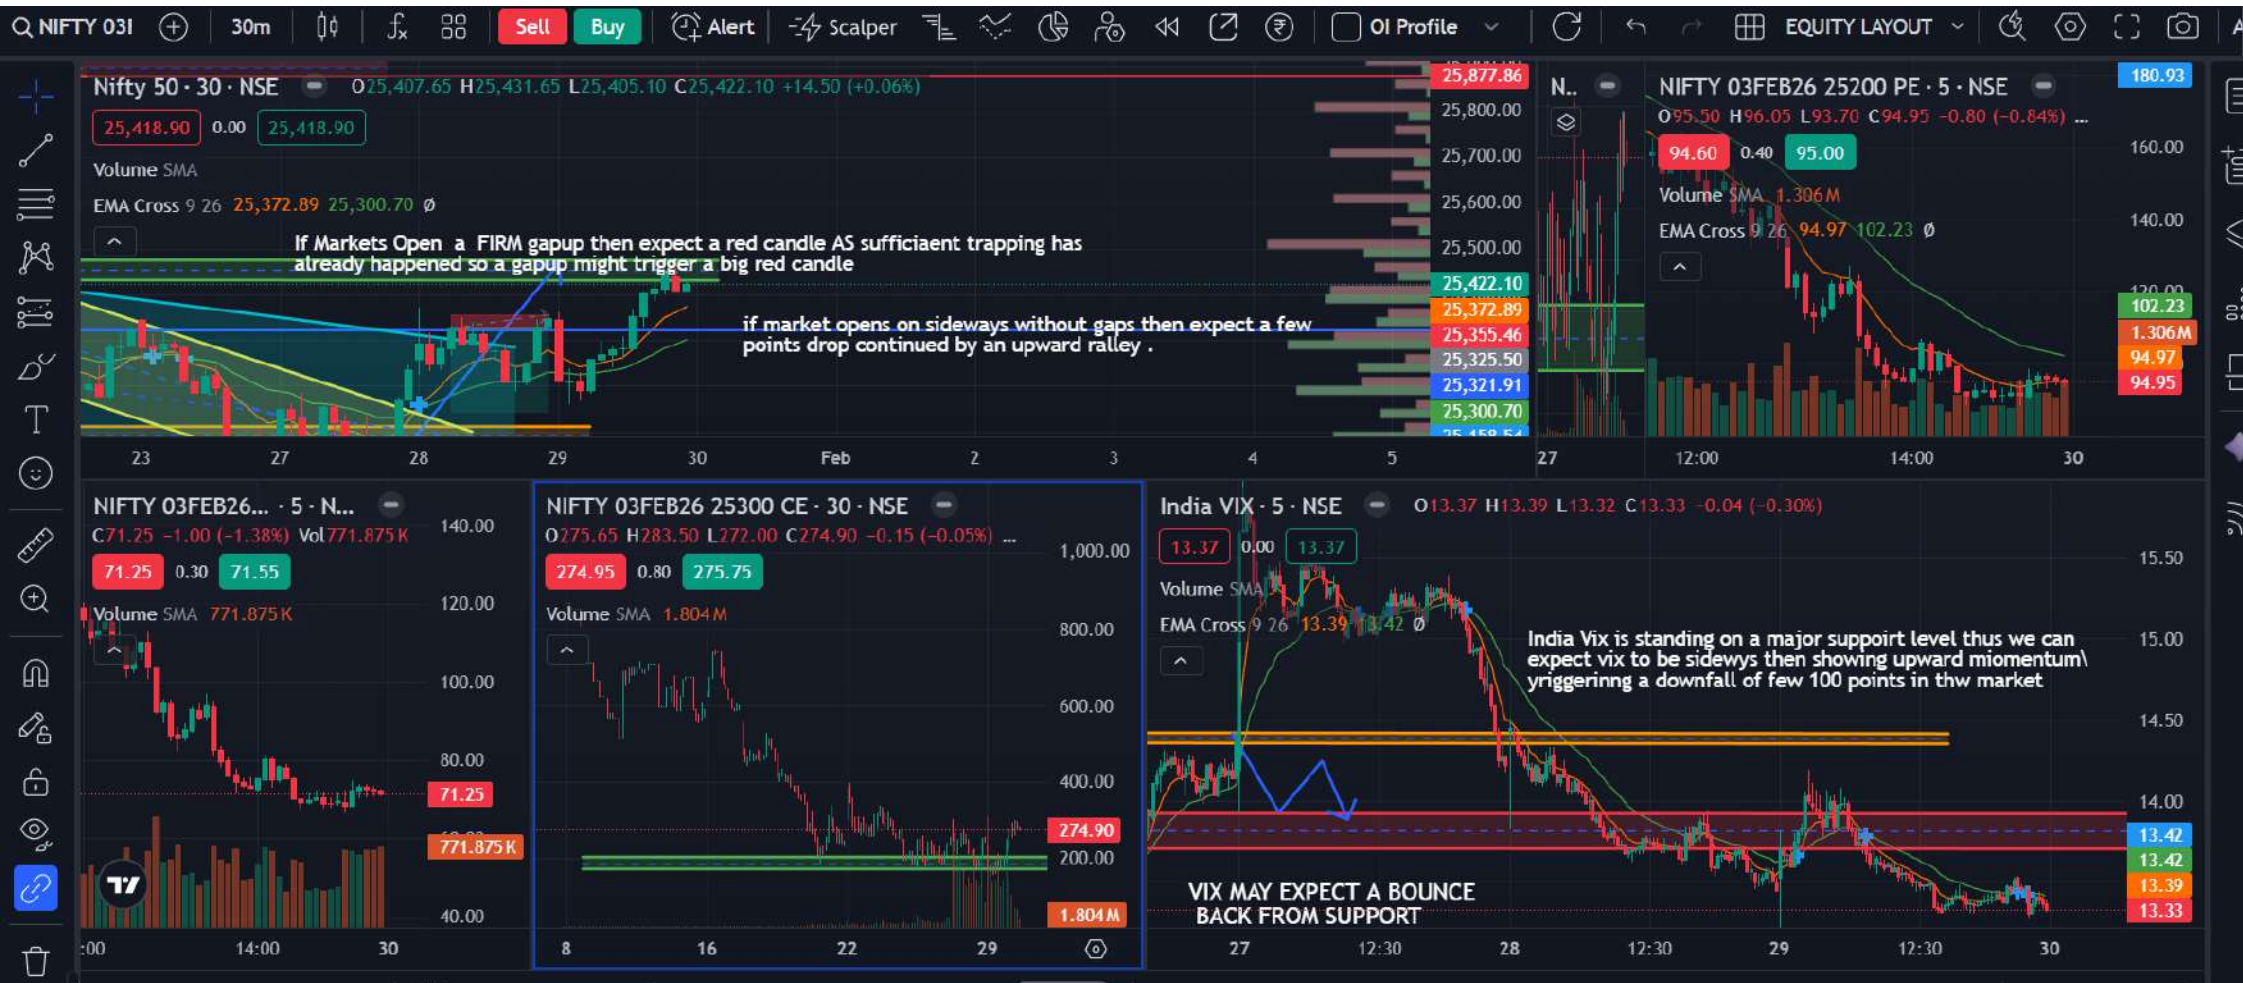 NIFTY 03I
30m
Sell
Buy
Alert
Scalper
OI Profile
EQUITY LAYOUT
Nifty 50 · 30 · NSE
O25,407.65 H25,431.65 L25,405.10 C25,422.10 +14.50 (+0.06%)
25,418.90 0.00 25,418.90
Volume SMA
EMA Cross 9 26 25,372.89 25,300.70 Ø
If Markets Open a FIRM gapup then expect a red candle AS sufficiaent trapping has
already happened so a gapup might trigger a big red candle
if market opens on sideways without gaps then expect a few
points drop continued by an upward ralley .
25,877.86
25,800.00
25,700.00
25,600.00
25,500.00
25,422.10
25,372.89
25,355.46
25,325.50
25,321.91
25,300.70
25,158.54
23 27 28 29 30 Feb 2 3 4 5
N..
27
NIFTY 03FEB26 25200 PE · 5 · NSE
O95.50 H96.05 L93.70 C94.95 −0.80 (−0.84%) ...
94.60 0.40 95.00
Volume SMA 1.306M
EMA Cross 9 26 94.97 102.23 Ø
180.93
160.00
140.00
120.00
102.23
1.306M
94.97
94.95
12:00 14:00 30
NIFTY 03FEB26... · 5 · N...
C71.25 −1.00 (−1.38%) Vol771.875K
71.25 0.30 71.55
Volume SMA 771.875K
140.00
120.00
100.00
80.00
71.25
771.875K
40.00
:00 14:00 30
NIFTY 03FEB26 25300 CE · 30 · NSE
O275.65 H283.50 L272.00 C274.90 −0.15 (−0.05%) ...
274.95 0.80 275.75
Volume SMA 1.804M
1,000.00
800.00
600.00
400.00
274.90
200.00
1.804M
8 16 22 29
India VIX · 5 · NSE
O13.37 H13.39 L13.32 C13.33 −0.04 (−0.30%)
13.37 0.00 13.37
Volume SMA
EMA Cross 9 26 13.39 13.42 Ø
India Vix is standing on a major suppoirt level thus we can
expect vix to be sidewys then showing upward miomentum\
yriggerinng a downfall of few 100 points in thw market
VIX MAY EXPECT A BOUNCE
BACK FROM SUPPORT
15.50
15.00
14.50
14.00
13.42
13.42
13.39
13.33
27 12:30 28 12:30 29 12:30 30